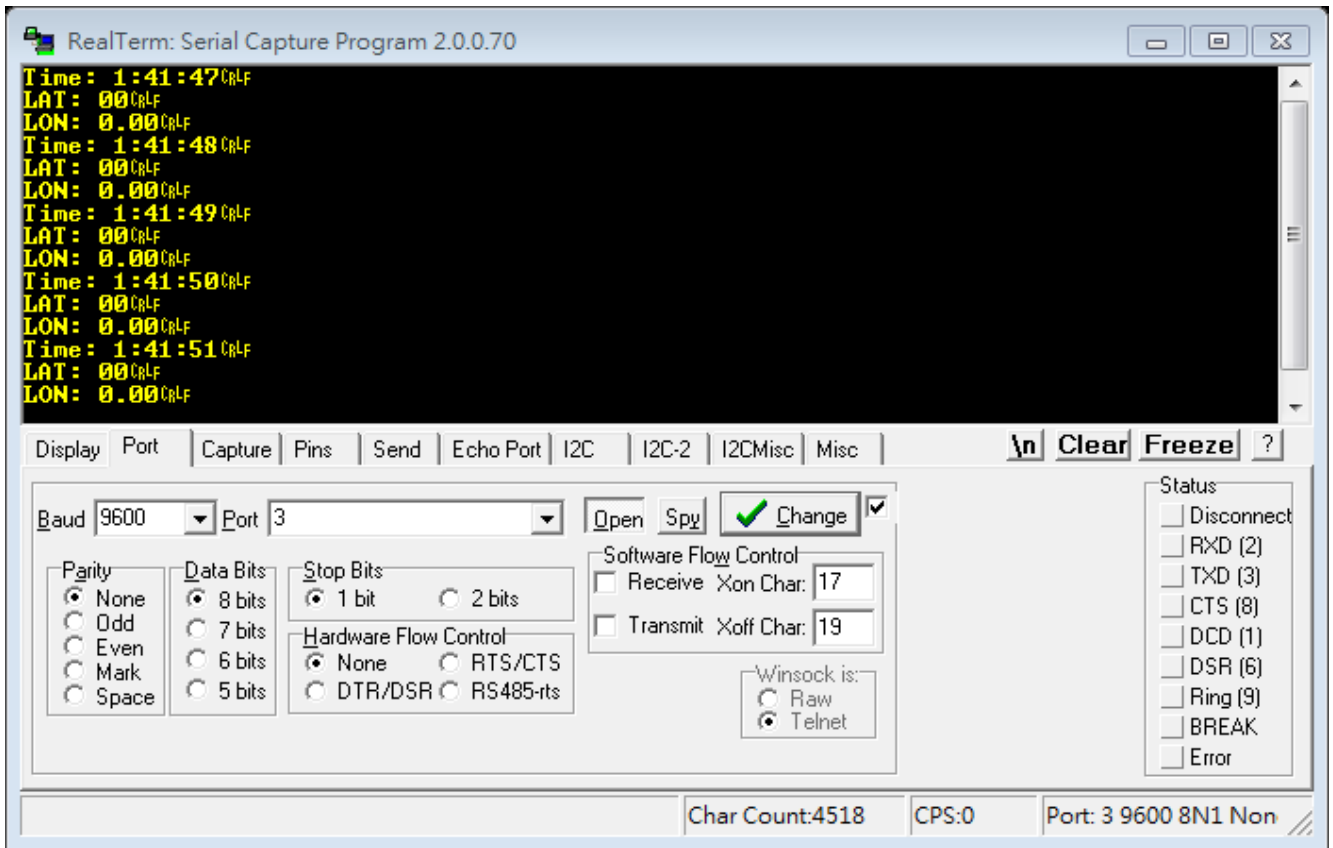 RealTerm: Serial Capture Program 2.0.0.70
Time: 1:41:47CRLF
LAT: 00CRLF
LON: 0.00CRLF
Time: 1:41:48CRLF
LAT: 00CRLF
LON: 0.00CRLF
Time: 1:41:49CRLF
LAT: 00CRLF
LON: 0.00CRLF
Time: 1:41:50CRLF
LAT: 00CRLF
LON: 0.00CRLF
Time: 1:41:51CRLF
LAT: 00CRLF
LON: 0.00CRLF
Display Port Capture Pins Send Echo Port I2C I2C-2 I2CMisc Misc \n Clear Freeze ?
Baud 9600 Port 3 Open Spy Change
Parity
None
Odd
Even
Mark
Space
Data Bits
8 bits
7 bits
6 bits
5 bits
Stop Bits
1 bit 2 bits
Hardware Flow Control
None RTS/CTS
DTR/DSR RS485-rts
Software Flow Control
Receive Xon Char: 17
Transmit Xoff Char: 19
Winsock is:
Raw
Telnet
Status
Disconnect
RXD (2)
TXD (3)
CTS (8)
DCD (1)
DSR (6)
Ring (9)
BREAK
Error
Char Count:4518 CPS:0 Port: 3 9600 8N1 Non